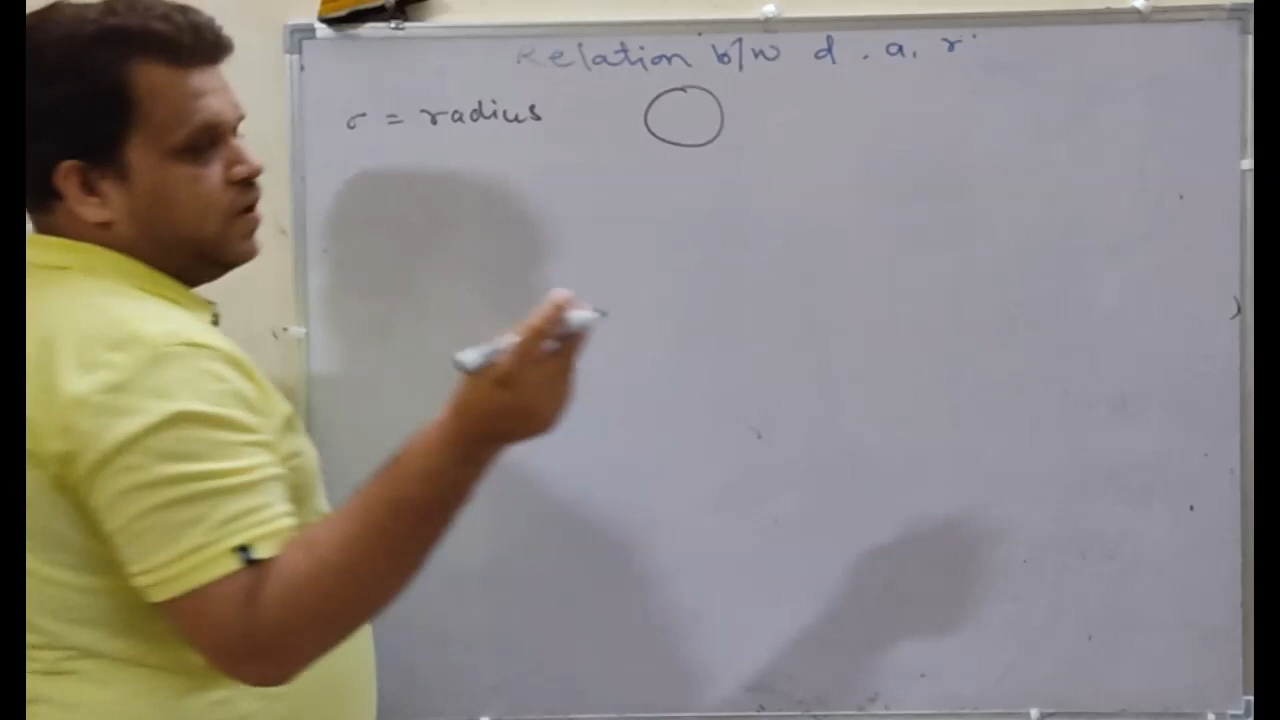 Relation b/w d. a. r
r = radius